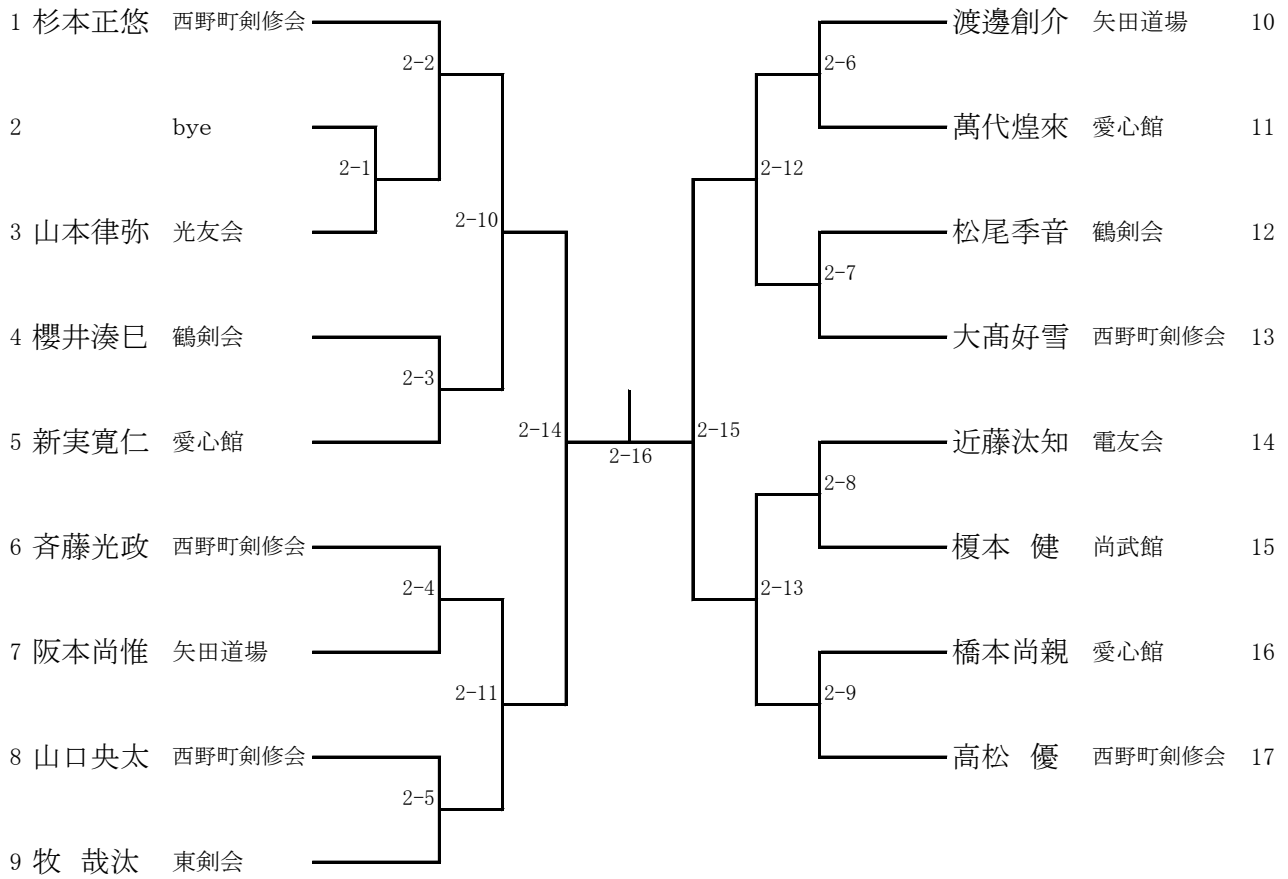 1 杉本正悠 西野町剣修会
2 bye
3 山本律弥 光友会
4 櫻井湊巳 鶴剣会
5 新実寛仁 愛心館
6 斉藤光政 西野町剣修会
7 阪本尚惟 矢田道場
8 山口央太 西野町剣修会
9 牧 哉汰 東剣会
2-2
2-1
2-10
2-3
2-14
2-4
2-11
2-5
2-16
2-6
2-12
2-7
2-15
2-8
2-13
2-9
渡邊創介 矢田道場 10
萬代煌來 愛心館 11
松尾季音 鶴剣会 12
大髙好雪 西野町剣修会 13
近藤汰知 電友会 14
榎本 健 尚武館 15
橋本尚親 愛心館 16
高松 優 西野町剣修会 17